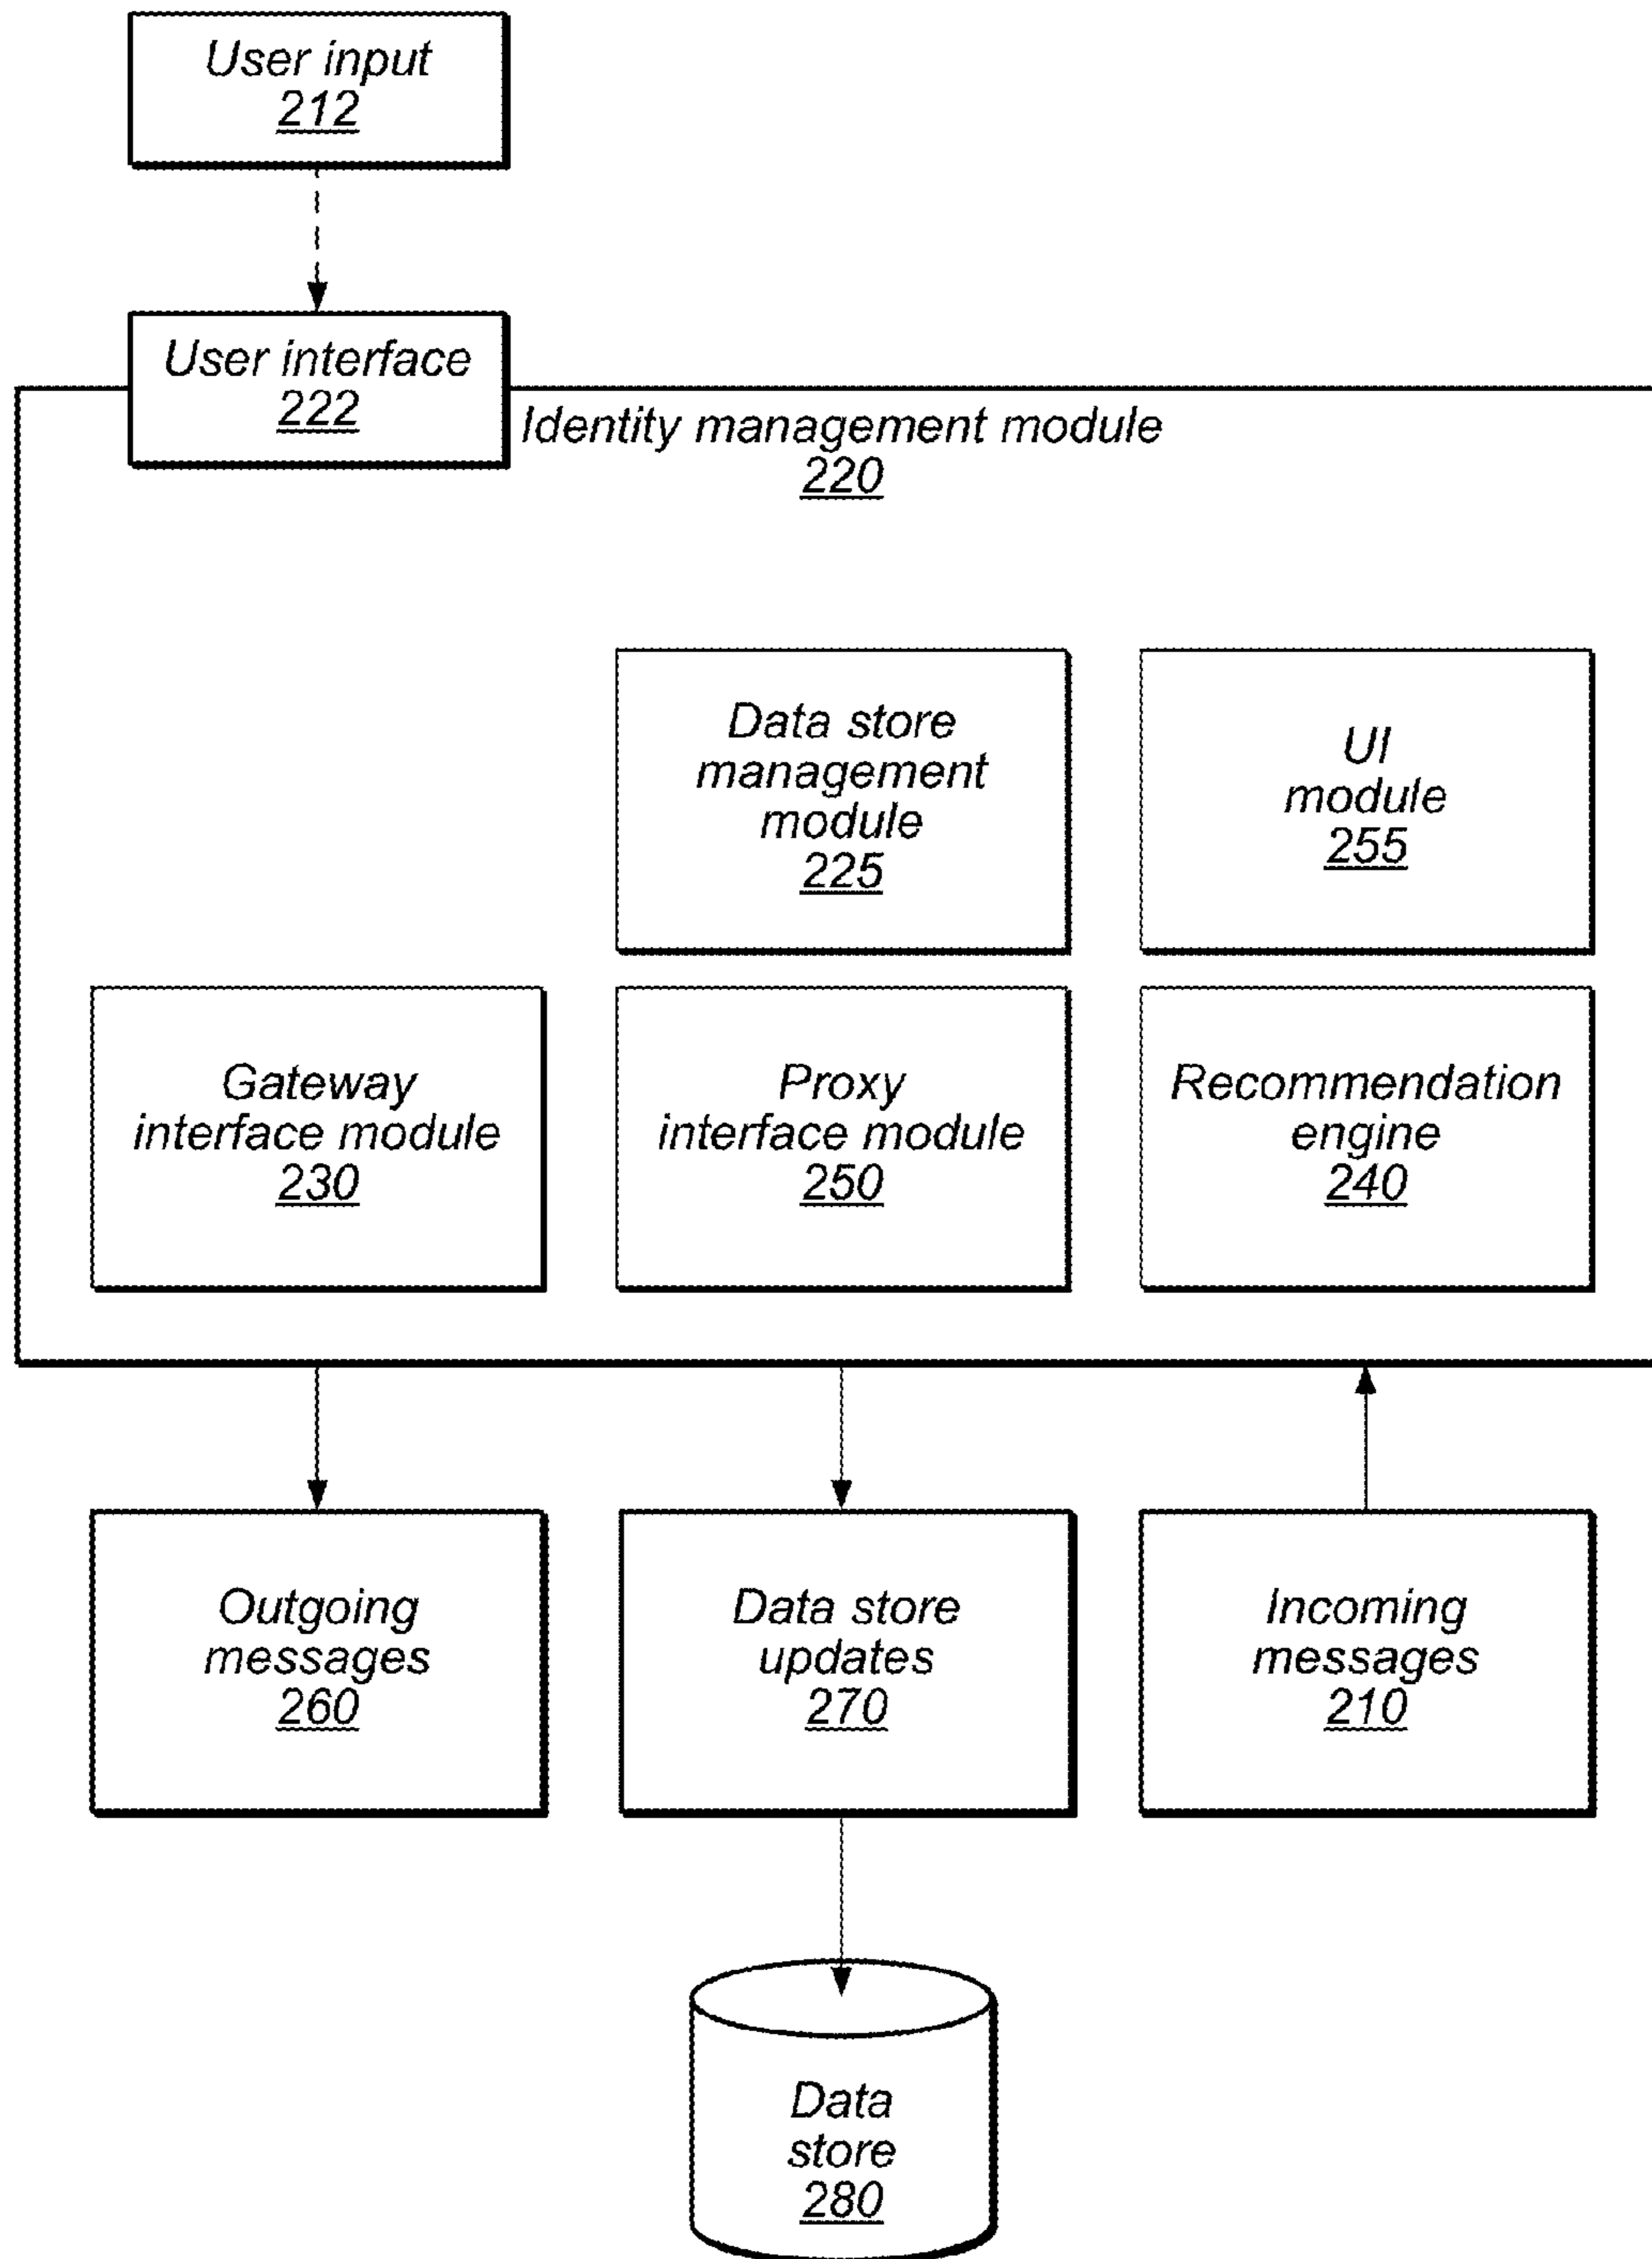 User input
212
User interface
222
Identity management module
220
Data store
management
module
225
UI
module
255
Gateway
interface module
230
Proxy
interface module
250
Recommendation
engine
240
Outgoing
messages
260
Data store
updates
270
Incoming
messages
210
Data
store
280